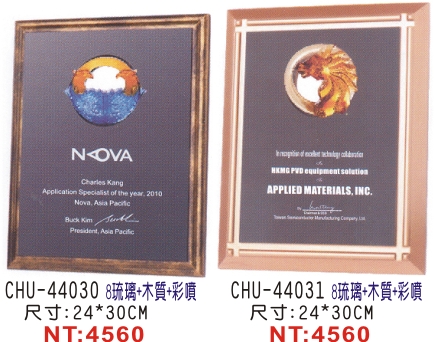 NOVA
Charles Kang
Application Specialist of the year, 2010
Nova, Asia Pacific
Buck Kim
President, Asia Pacific
In recognition of excellent technology collaboration
NKMG PVD equipment solution
APPLIED MATERIALS, INC.
By
Taiwan Semiconductor Manufacturing Company, Ltd.
CHU-44030 8琉璃+木質+彩噴
尺寸:24*30CM
NT:4560
CHU-44031 8琉璃+木質+彩噴
尺寸:24*30CM
NT:4560